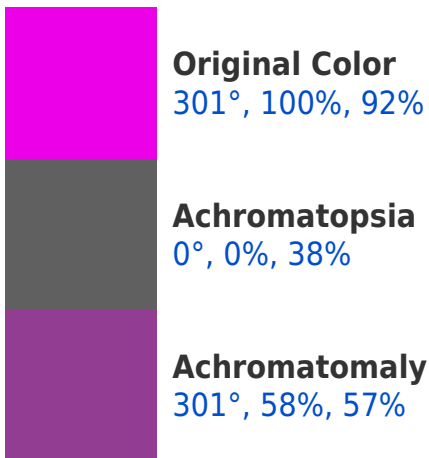 Original Color
301°, 100%, 92%
Achromatopsia
0°, 0%, 38%
Achromatomaly
301°, 58%, 57%